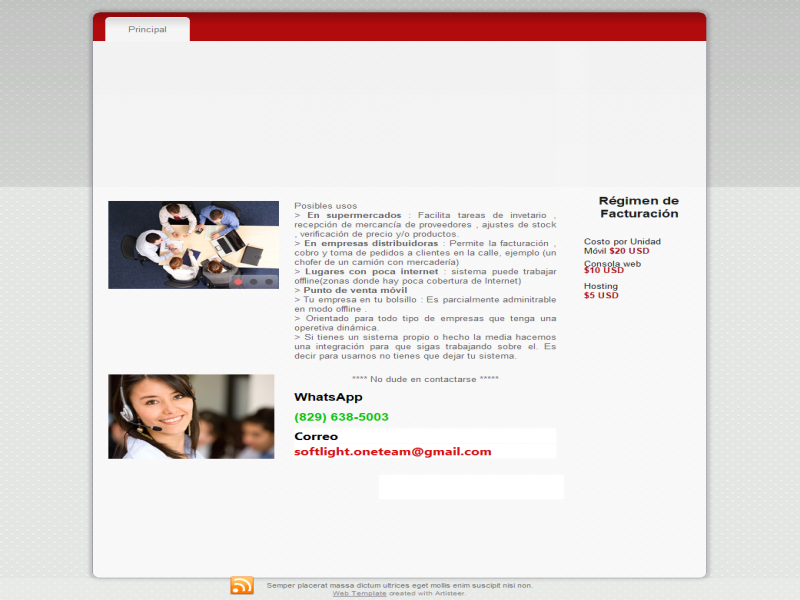 Principal
Posibles usos
> En supermercados : Facilita tareas de invetario ,
recepción de mercancía de proveedores , ajustes de stock
, verificación de precio y/o productos.
> En empresas distribuidoras : Permite la facturación ,
cobro y toma de pedidos a clientes en la calle, ejemplo (un
chofer de un camión con mercadería)
> Lugares con poca internet : sistema puede trabajar
offline(zonas donde hay poca cobertura de Internet)
> Punto de venta móvil
> Tu empresa en tu bolsillo : Es parcialmente adminitrable
en modo offline .
> Orientado para todo tipo de empresas que tenga una
operetiva dinámica.
> Si tienes un sistema propio o hecho la media hacemos
una integración para que sigas trabajando sobre el. Es
decir para usarnos no tienes que dejar tu sistema.
**** No dude en contactarse *****
WhatsApp
(829) 638-5003
Correo
softlight.oneteam@gmail.com
Régimen de
Facturación
Costo por Unidad
Móvil $20 USD
Consola web
$10 USD
Hosting
$5 USD
Semper placerat massa dictum ultrices eget mollis enim suscipit nisi non.
Web Template created with Artisteer.